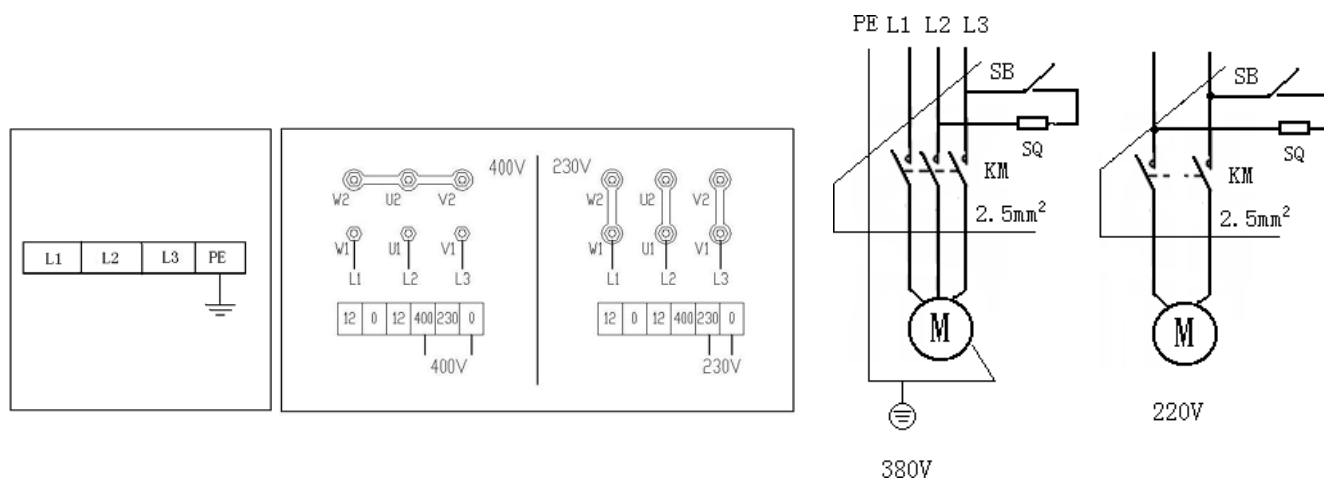 L1 L2 L3 PE
400V
W2 U2 V2
W1 U1 V1
L1 L2 L3
12 0 12 400 230 0
400V
230V
W2 U2 V2
W1 U1 V1
L1 L2 L3
12 0 12 400 230 0
230V
PE L1 L2 L3
SB
SQ
KM
2.5mm²
M
380V
SB
SQ
KM
2.5mm²
M
220V